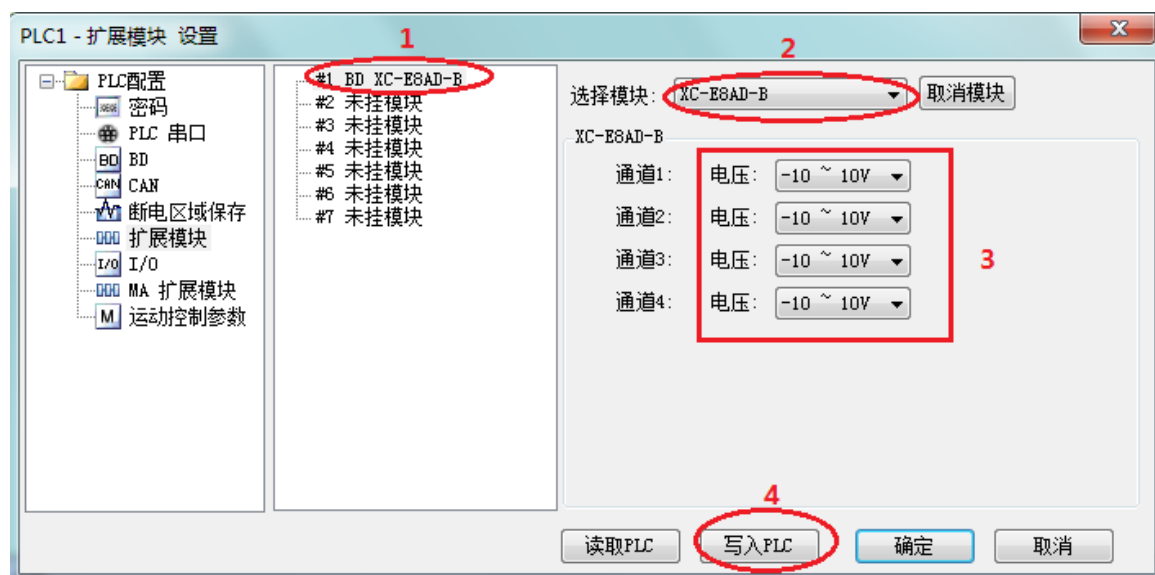 PLC1 - 扩展模块 设置
1
2
PLC配置
密码
PLC 串口
BD BD
CAN CAN
断电区域保存
扩展模块
I/O I/O
MA 扩展模块
M 运动控制参数
#1 BD XC-E8AD-B
#2 未挂模块
#3 未挂模块
#4 未挂模块
#5 未挂模块
#6 未挂模块
#7 未挂模块
选择模块: XC-E8AD-B 取消模块
XC-E8AD-B
通道1: 电压: -10 ~ 10V
通道2: 电压: -10 ~ 10V
通道3: 电压: -10 ~ 10V
通道4: 电压: -10 ~ 10V
3
4
读取PLC 写入PLC 确定 取消